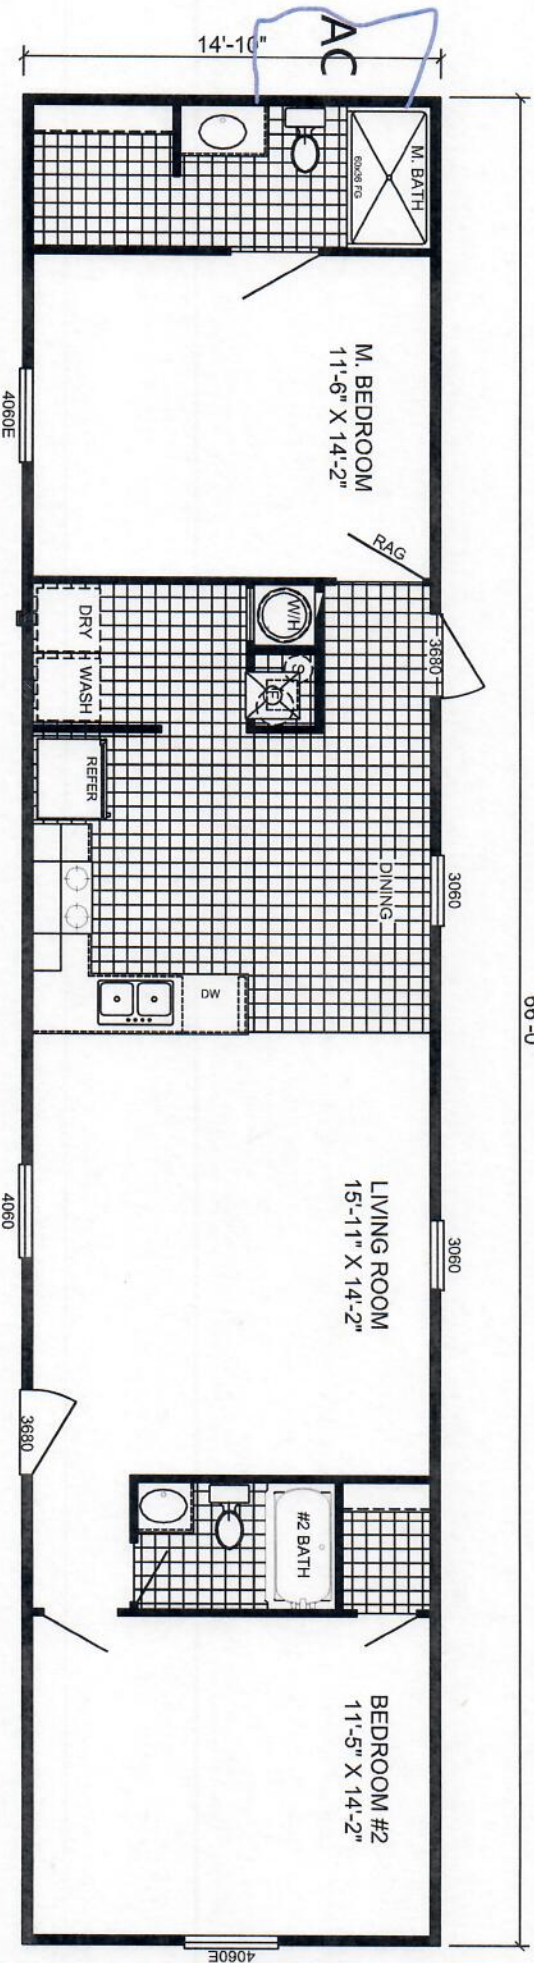 AC
14'-10"
66'-0
M. BATH
60x36 FG
M. BEDROOM
11'-6" X 14'-2"
4060E
RAG
3680
W/H
DRY
WASH
REFER
DINING
3060
DW
LIVING ROOM
15'-11" X 14'-2"
3060
4060
3680
#2 BATH
BEDROOM #2
11'-5" X 14'-2"
4060E